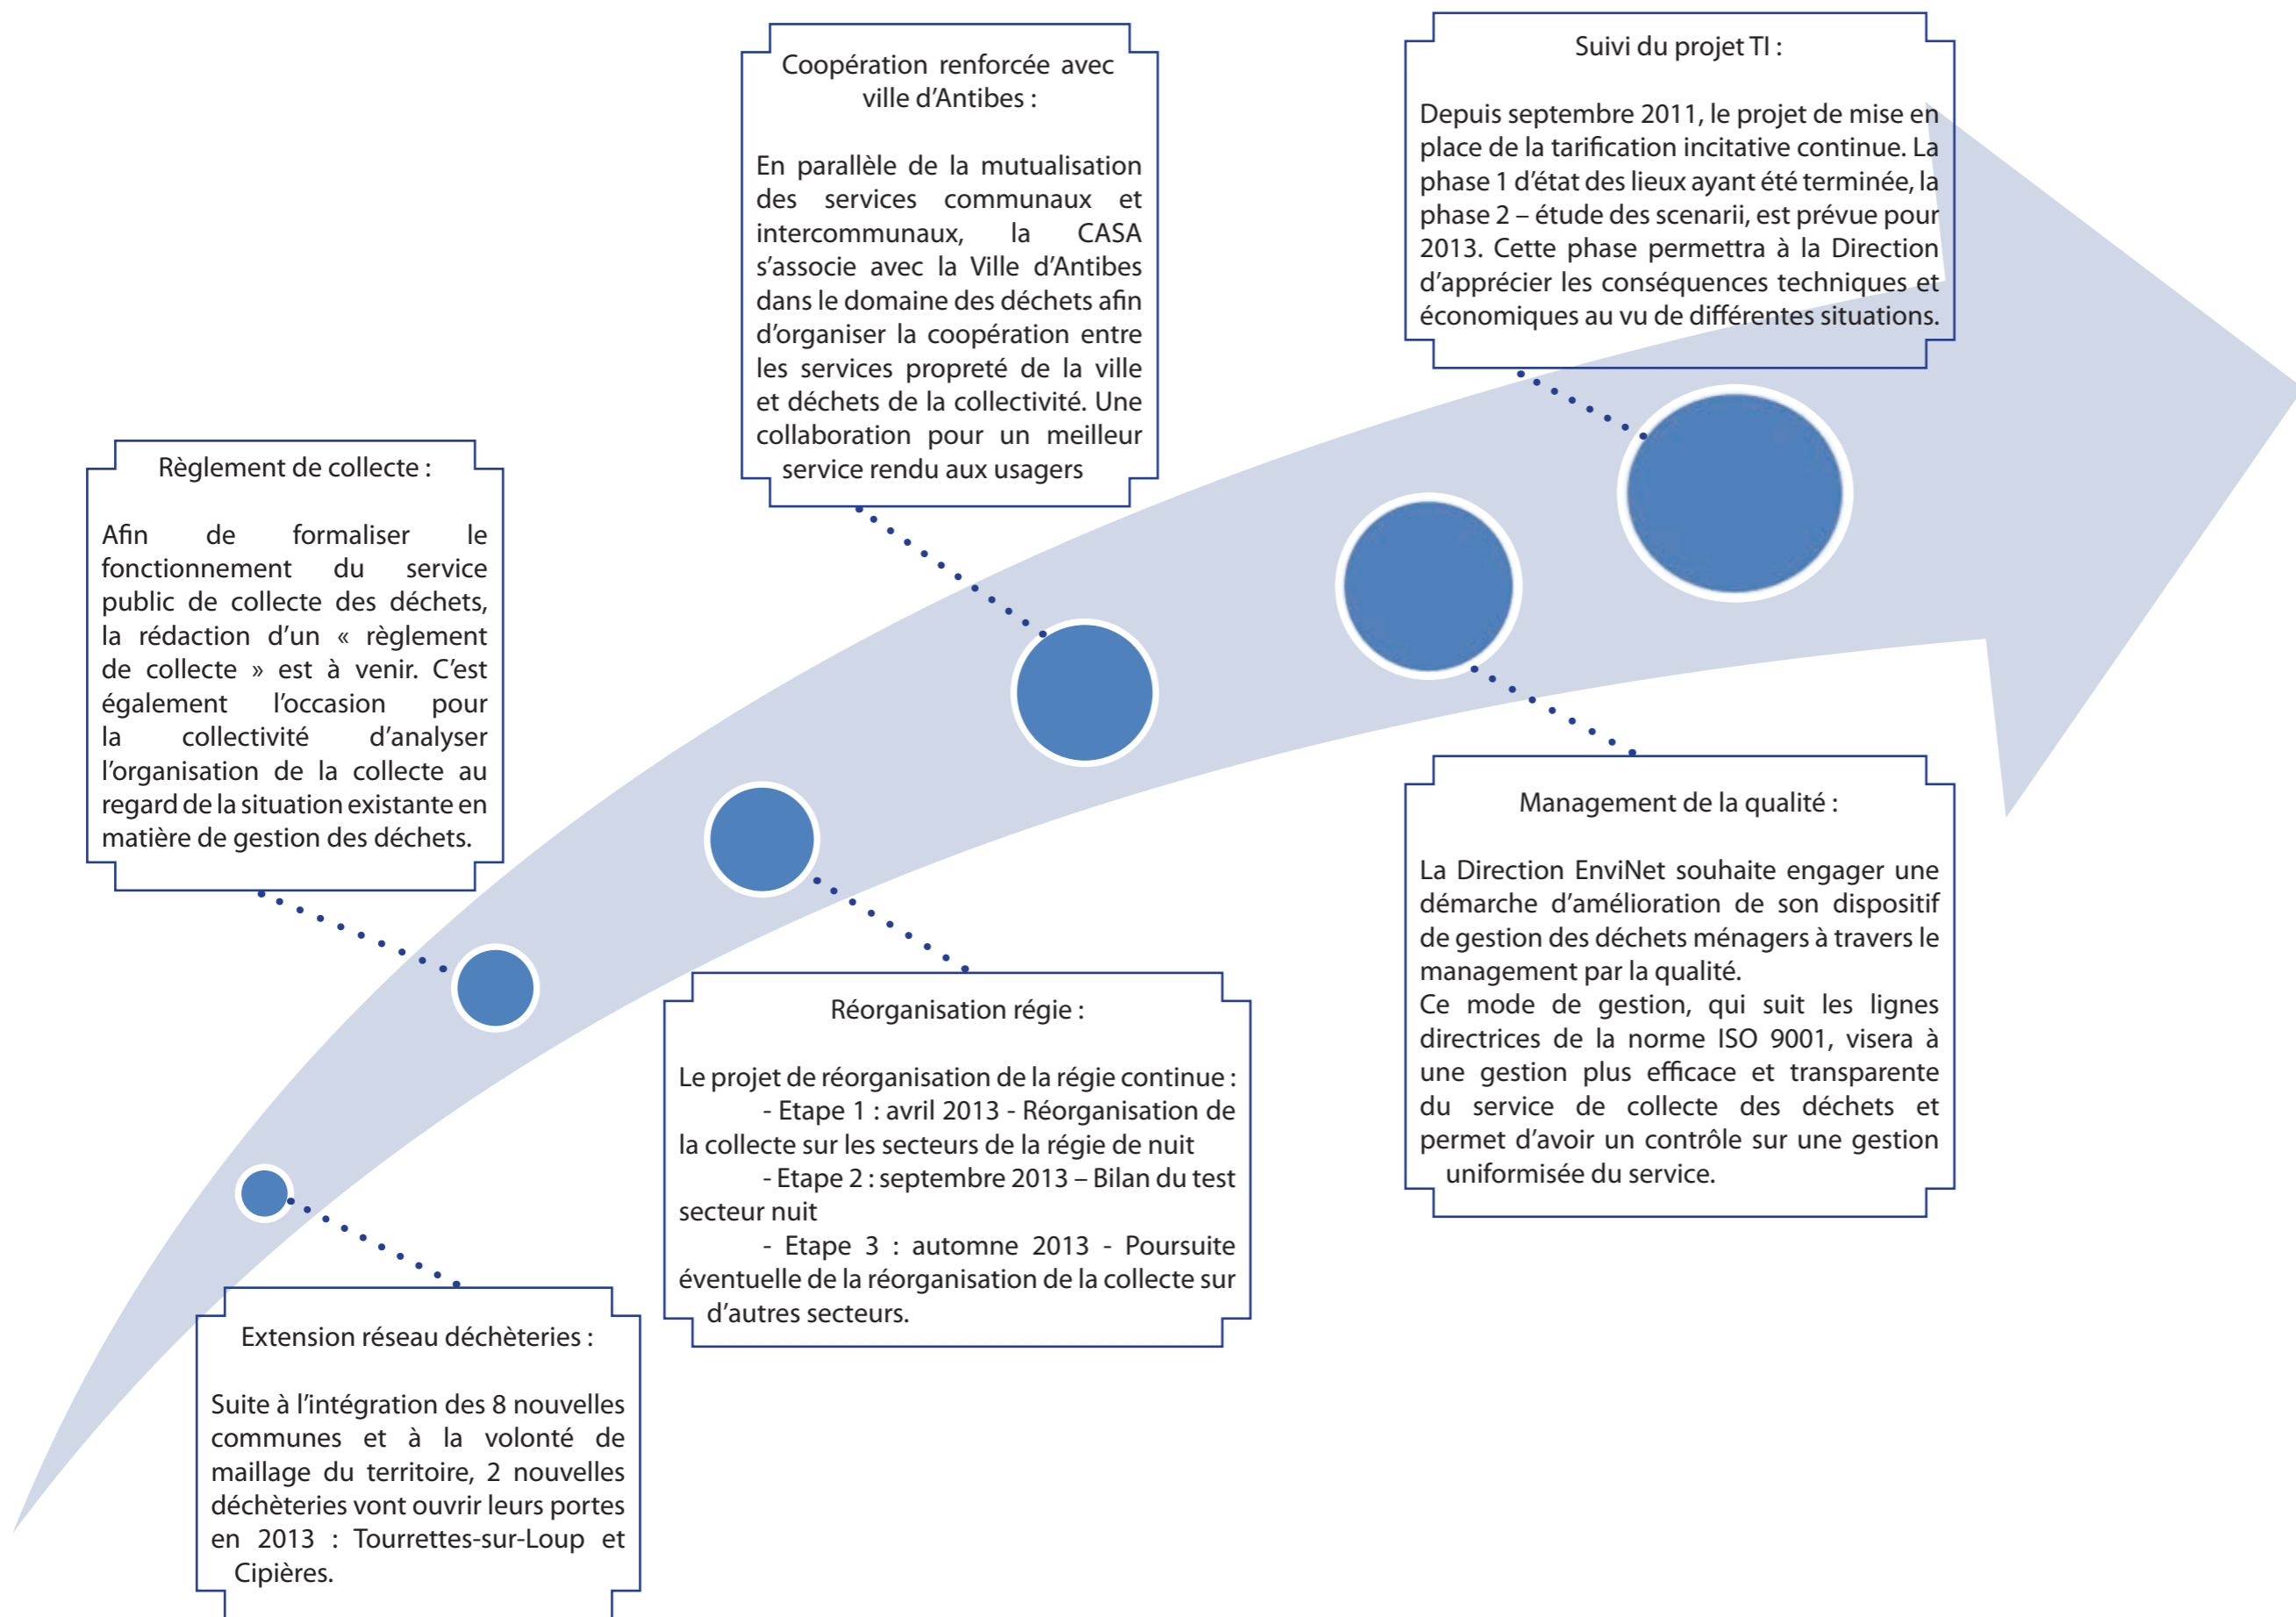 Coopération renforcée avec
ville d’Antibes :
En parallèle de la mutualisation
des services communaux et
intercommunaux, la CASA
s’associe avec la Ville d’Antibes
dans le domaine des déchets afin
d’organiser la coopération entre
les services propreté de la ville
et déchets de la collectivité. Une
collaboration pour un meilleur
service rendu aux usagers
Suivi du projet TI :
Depuis septembre 2011, le projet de mise en
place de la tarification incitative continue. La
phase 1 d’état des lieux ayant été terminée, la
phase 2 – étude des scenarii, est prévue pour
2013. Cette phase permettra à la Direction
d’apprécier les conséquences techniques et
économiques au vu de différentes situations.
Règlement de collecte :
Afin de formaliser le
fonctionnement du service
public de collecte des déchets,
la rédaction d’un « règlement
de collecte » est à venir. C’est
également l’occasion pour
la collectivité d’analyser
l’organisation de la collecte au
regard de la situation existante en
matière de gestion des déchets.
Management de la qualité :
La Direction EnviNet souhaite engager une
démarche d’amélioration de son dispositif
de gestion des déchets ménagers à travers le
management par la qualité.
Ce mode de gestion, qui suit les lignes
directrices de la norme ISO 9001, visera à
une gestion plus efficace et transparente
du service de collecte des déchets et
permet d’avoir un contrôle sur une gestion
uniformisée du service.
Réorganisation régie :
Le projet de réorganisation de la régie continue :
- Etape 1 : avril 2013 - Réorganisation de
la collecte sur les secteurs de la régie de nuit
- Etape 2 : septembre 2013 – Bilan du test
secteur nuit
- Etape 3 : automne 2013 - Poursuite
éventuelle de la réorganisation de la collecte sur
d’autres secteurs.
Extension réseau déchèteries :
Suite à l’intégration des 8 nouvelles
communes et à la volonté de
maillage du territoire, 2 nouvelles
déchèteries vont ouvrir leurs portes
en 2013 : Tourrettes-sur-Loup et
Cipières.